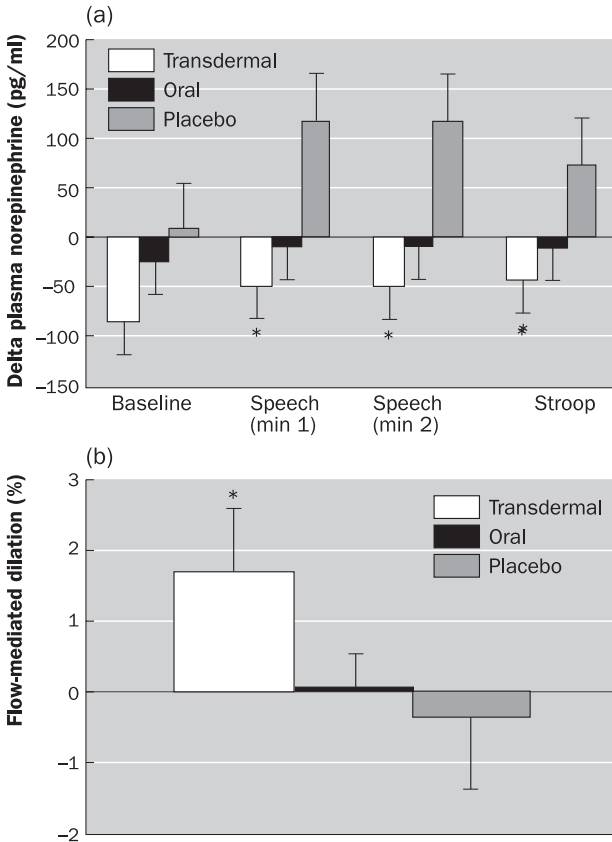 (a)
Delta plasma norepinephrine (pg/ml)
200
150
100
50
0
−50
−100
−150
Transdermal
Oral
Placebo
*
*
*
*
Baseline
Speech
(min 1)
Speech
(min 2)
Stroop
(b)
Flow-mediated dilation (%)
3
2
1
0
−1
−2
*
Transdermal
Oral
Placebo